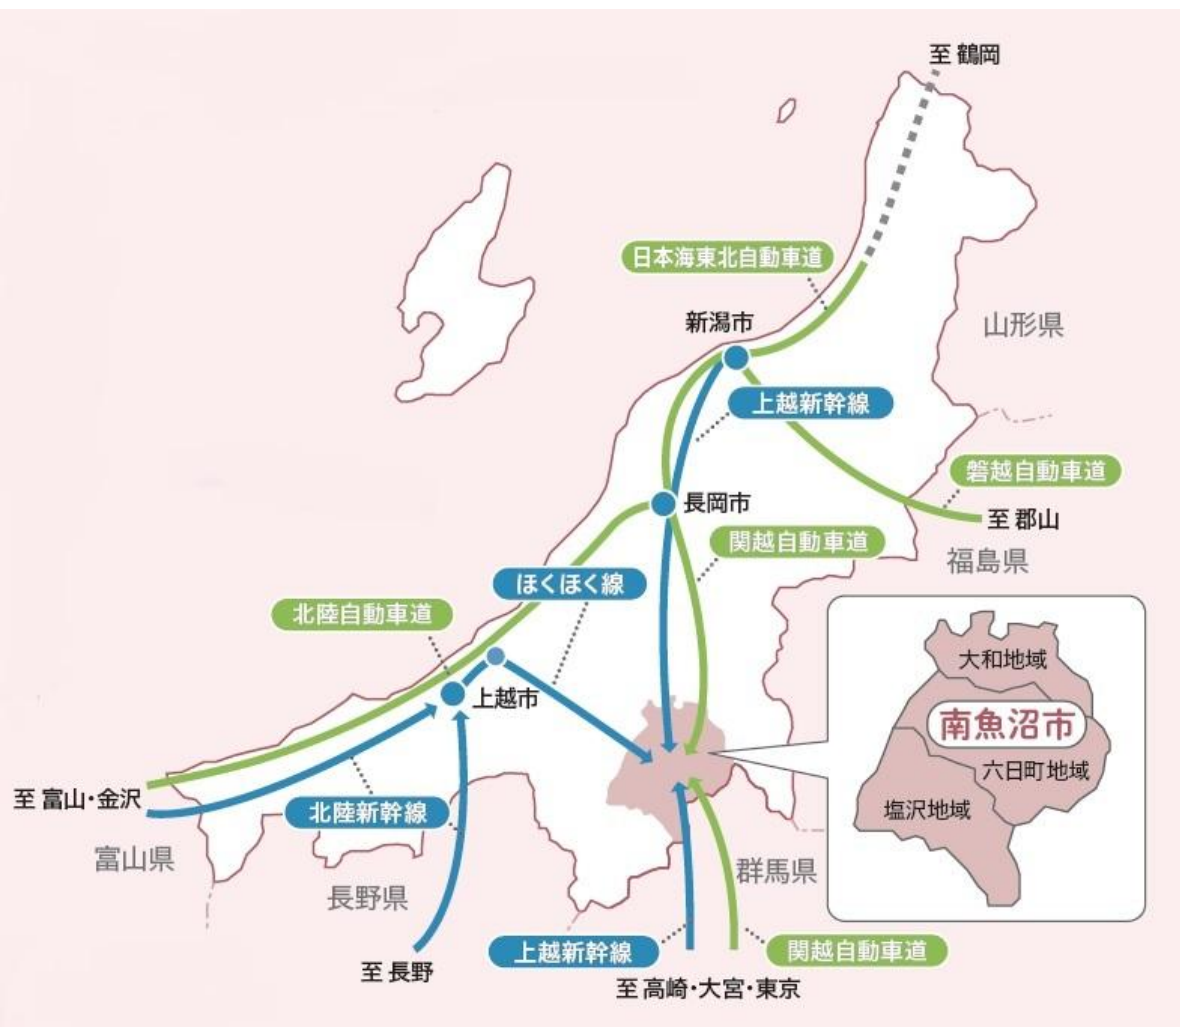 至 鶴岡
日本海東北自動車道
新潟市
山形県
上越新幹線
磐越自動車道
長岡市
至 郡山
関越自動車道
福島県
ほくほく線
北陸自動車道
上越市
大和地域
南魚沼市
六日町地域
塩沢地域
至 富山・金沢
北陸新幹線
富山県
長野県
群馬県
上越新幹線
関越自動車道
至 長野
至 高崎・大宮・東京